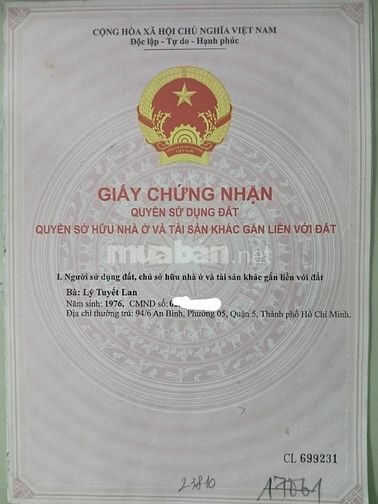 CỘNG HÒA XÃ HỘI CHỦ NGHĨA VIỆT NAM
Độc lập - Tự do - Hạnh phúc
VIỆT NAM
GIẤY CHỨNG NHẬN
QUYỀN SỬ DỤNG ĐẤT
QUYỀN SỞ HỮU NHÀ Ở VÀ TÀI SẢN KHÁC GẮN LIỀN VỚI ĐẤT
muaban.net
I. Người sử dụng đất, chủ sở hữu nhà ở và tài sản khác gắn liền với đất
Bà: Lý Tuyết Lan
Năm sinh: 1976, CMND số:
Địa chỉ thường trú: 94/6 An Bình, Phường 05, Quận 5, Thành phố Hồ Chí Minh.
CL 699231
23810